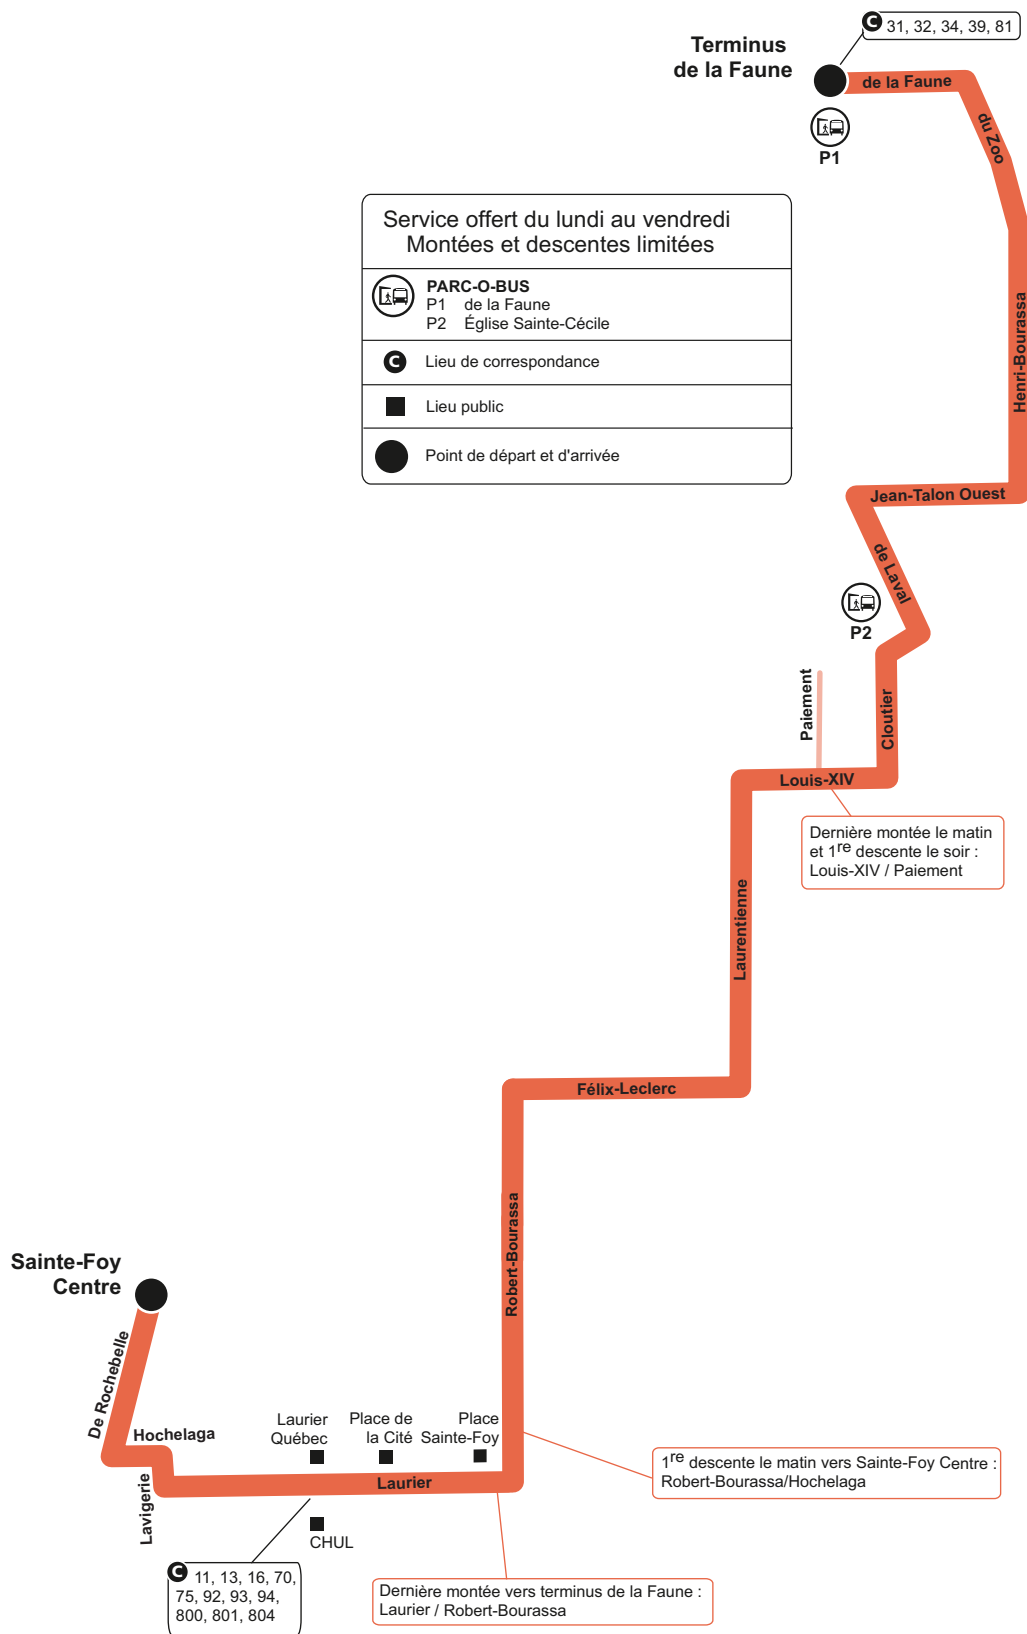 C 31, 32, 34, 39, 81
Terminus
de la Faune
de la Faune
du Zoo
P1
Service offert du lundi au vendredi
Montées et descentes limitées
PARC-O-BUS
P1 de la Faune
P2 Église Sainte-Cécile
C Lieu de correspondance
Lieu public
Point de départ et d'arrivée
Henri-Bourassa
Jean-Talon Ouest
de Laval
P2
Cloutier
Paiement
Louis-XIV
Dernière montée le matin
et 1re descente le soir :
Louis-XIV / Paiement
Laurentienne
Félix-Leclerc
Robert-Bourassa
Sainte-Foy
Centre
De Rochebelle
Hochelaga
Lavigerie
Laurier
Québec
Place de
la Cité
Place
Sainte-Foy
Laurier
CHUL
1re descente le matin vers Sainte-Foy Centre :
Robert-Bourassa/Hochelaga
C 11, 13, 16, 70,
75, 92, 93, 94,
800, 801, 804
Dernière montée vers terminus de la Faune :
Laurier / Robert-Bourassa